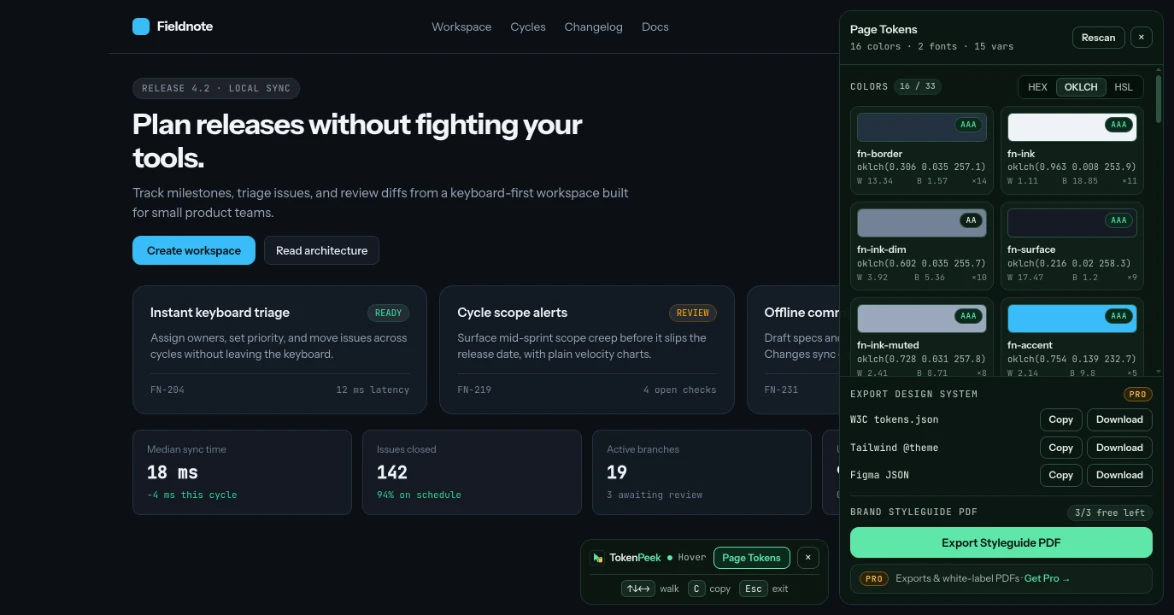 Fieldnote
Workspace Cycles Changelog Docs
RELEASE 4.2 · LOCAL SYNC
Plan releases without fighting your
tools.
Track milestones, triage issues, and review diffs from a keyboard-first workspace built
for small product teams.
Create workspace
Read architecture
Instant keyboard triage
READY
Assign owners, set priority, and move issues across
cycles without leaving the keyboard.
FN-204 12 ms latency
Cycle scope alerts
REVIEW
Surface mid-sprint scope creep before it slips the
release date, with plain velocity charts.
FN-219 4 open checks
Offline comm
Draft specs and
Changes sync
FN-231
Median sync time
18 ms
-4 ms this cycle
Issues closed
142
94% on schedule
Active branches
19
3 awaiting review
TokenPeek
Hover
Page Tokens
×
↑↓←→ walk C copy Esc exit
Page Tokens
16 colors · 2 fonts · 15 vars
Rescan
×
COLORS 16 / 33
HEX OKLCH HSL
AAA
fn-border
oklch(0.306 0.035 257.1)
W 13.34 B 1.57 ×14
AAA
fn-ink
oklch(0.963 0.008 253.9)
W 1.11 B 18.85 ×11
AA
fn-ink-dim
oklch(0.602 0.035 255.7)
W 3.92 B 5.36 ×10
AAA
fn-surface
oklch(0.216 0.02 258.3)
W 17.47 B 1.2 ×9
AAA
fn-ink-muted
oklch(0.728 0.031 257.8)
W 2.41 B 8.71 ×8
AAA
fn-accent
oklch(0.754 0.139 232.7)
W 2.14 B 9.8 ×5
EXPORT DESIGN SYSTEM PRO
W3C tokens.json Copy Download
Tailwind @theme Copy Download
Figma JSON Copy Download
BRAND STYLEGUIDE PDF 3/3 free left
Export Styleguide PDF
PRO Exports & white-label PDFs· Get Pro →